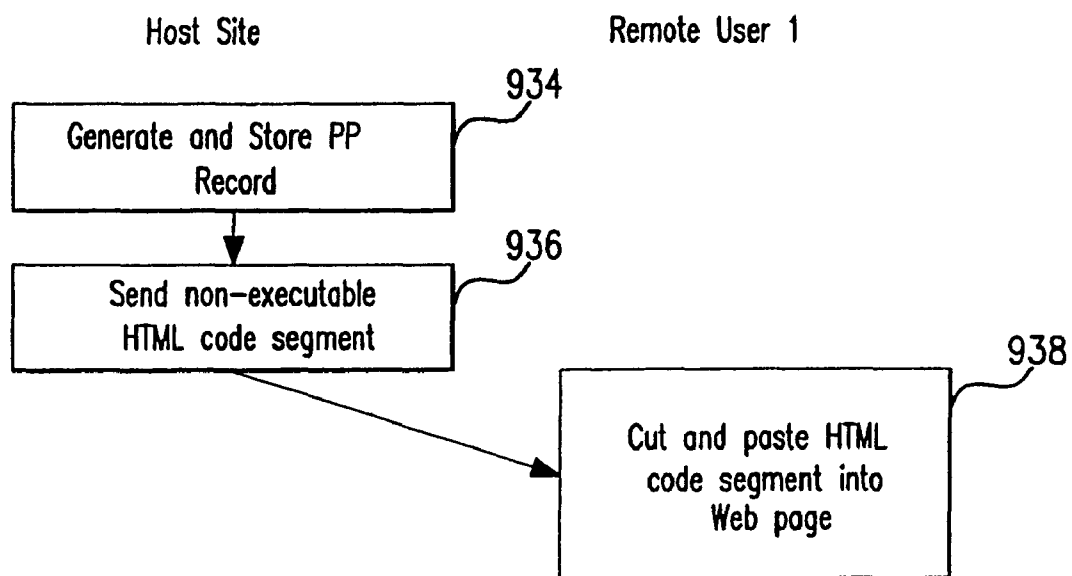 Host Site
Remote User 1
934
Generate and Store PP
Record
936
Send non-executable
HTML code segment
938
Cut and paste HTML
code segment into
Web page